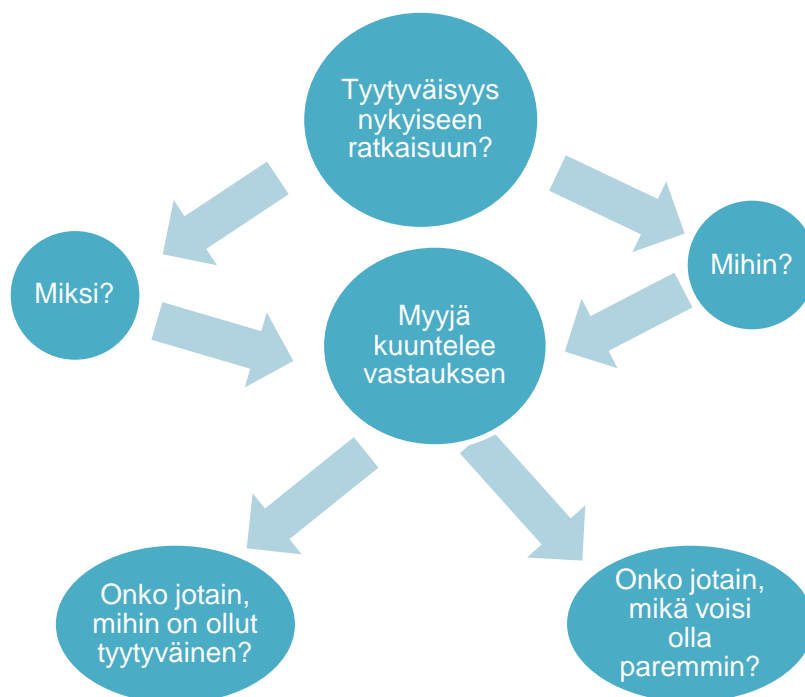 Tyytyväisyys
nykyiseen
ratkaisuun?
Miksi?
Mihin?
Myyjä
kuuntelee
vastauksen
Onko jotain,
mihin on ollut
tyytyväinen?
Onko jotain,
mikä voisi
olla
paremmin?